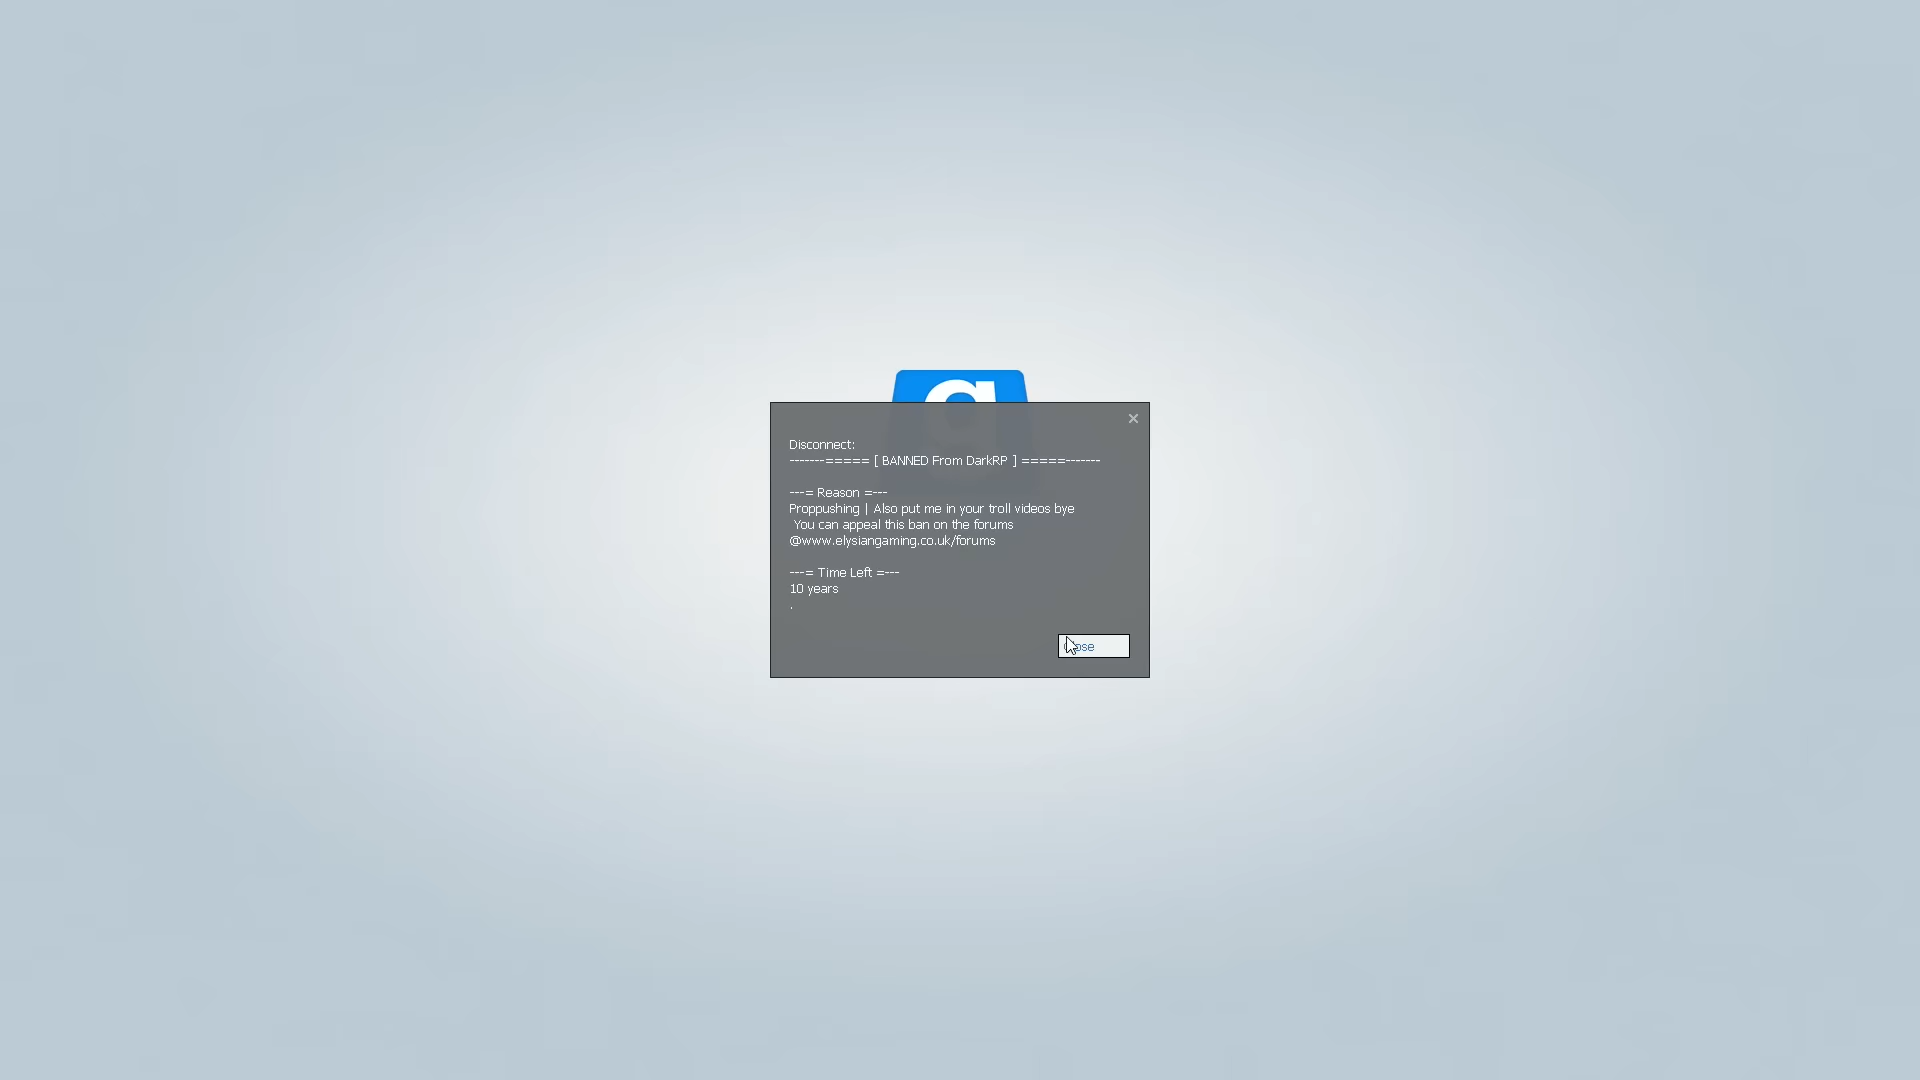 g
Disconnect:
-------===== [ BANNED From DarkRP ] =====-------
---= Reason =---
Proppushing | Also put me in your troll videos bye
You can appeal this ban on the forums
@www.elysiangaming.co.uk/forums
---= Time Left =---
10 years
.
Close